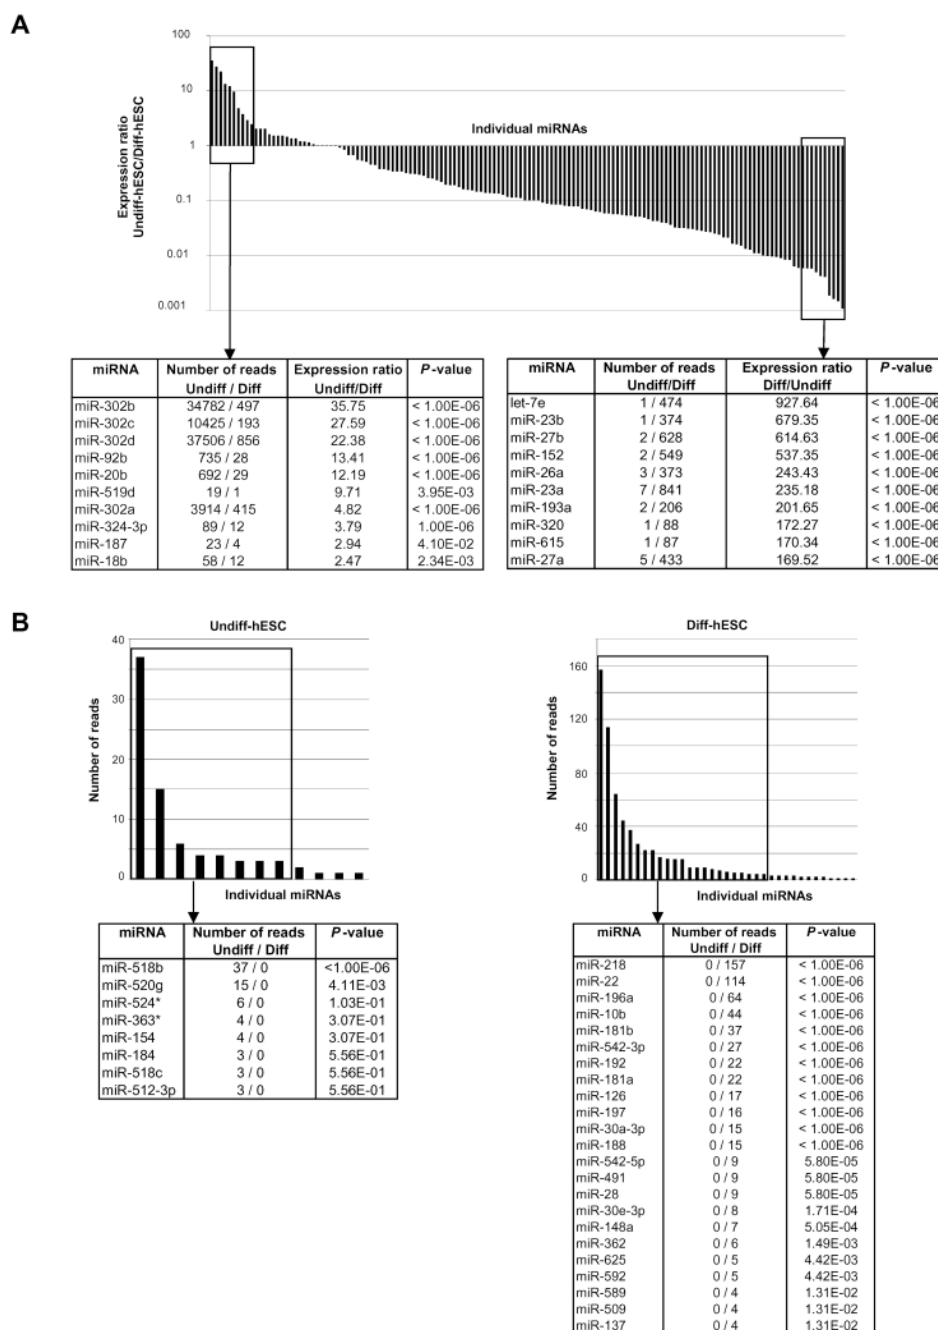 A
100
10
1
0.1
0.01
0.001
Expression ratio
Undiff-hESC/Diff-hESC
Individual miRNAs
miRNA Number of reads Undiff / Diff Expression ratio Undiff/Diff P-value
miR-302b 34782 / 497 35.75 < 1.00E-06
miR-302c 10425 / 193 27.59 < 1.00E-06
miR-302d 37506 / 856 22.38 < 1.00E-06
miR-92b 735 / 28 13.41 < 1.00E-06
miR-20b 692 / 29 12.19 < 1.00E-06
miR-519d 19 / 1 9.71 3.95E-03
miR-302a 3914 / 415 4.82 < 1.00E-06
miR-324-3p 89 / 12 3.79 1.00E-06
miR-187 23 / 4 2.94 4.10E-02
miR-18b 58 / 12 2.47 2.34E-03
miRNA Number of reads Undiff/Diff Expression ratio Diff/Undiff P-value
let-7e 1 / 474 927.64 < 1.00E-06
miR-23b 1 / 374 679.35 < 1.00E-06
miR-27b 2 / 628 614.63 < 1.00E-06
miR-152 2 / 549 537.35 < 1.00E-06
miR-26a 3 / 373 243.43 < 1.00E-06
miR-23a 7 / 841 235.18 < 1.00E-06
miR-193a 2 / 206 201.65 < 1.00E-06
miR-320 1 / 88 172.27 < 1.00E-06
miR-615 1 / 87 170.34 < 1.00E-06
miR-27a 5 / 433 169.52 < 1.00E-06
B
Undiff-hESC
40
30
20
10
0
Number of reads
Individual miRNAs
miRNA Number of reads Undiff / Diff P-value
miR-518b 37 / 0 <1.00E-06
miR-520g 15 / 0 4.11E-03
miR-524* 6 / 0 1.03E-01
miR-363* 4 / 0 3.07E-01
miR-154 4 / 0 3.07E-01
miR-184 3 / 0 5.56E-01
miR-518c 3 / 0 5.56E-01
miR-512-3p 3 / 0 5.56E-01
Diff-hESC
160
120
80
40
0
Number of reads
Individual miRNAs
miRNA Number of reads Undiff / Diff P-value
miR-218 0 / 157 < 1.00E-06
miR-22 0 / 114 < 1.00E-06
miR-196a 0 / 64 < 1.00E-06
miR-10b 0 / 44 < 1.00E-06
miR-181b 0 / 37 < 1.00E-06
miR-542-3p 0 / 27 < 1.00E-06
miR-192 0 / 22 < 1.00E-06
miR-181a 0 / 22 < 1.00E-06
miR-126 0 / 17 < 1.00E-06
miR-197 0 / 16 < 1.00E-06
miR-30a-3p 0 / 15 < 1.00E-06
miR-188 0 / 15 < 1.00E-06
miR-542-5p 0 / 9 5.80E-05
miR-491 0 / 9 5.80E-05
miR-28 0 / 9 5.80E-05
miR-30e-3p 0 / 8 1.71E-04
miR-148a 0 / 7 5.05E-04
miR-362 0 / 6 1.49E-03
miR-625 0 / 5 4.42E-03
miR-592 0 / 5 4.42E-03
miR-589 0 / 4 1.31E-02
miR-509 0 / 4 1.31E-02
miR-137 0 / 4 1.31E-02